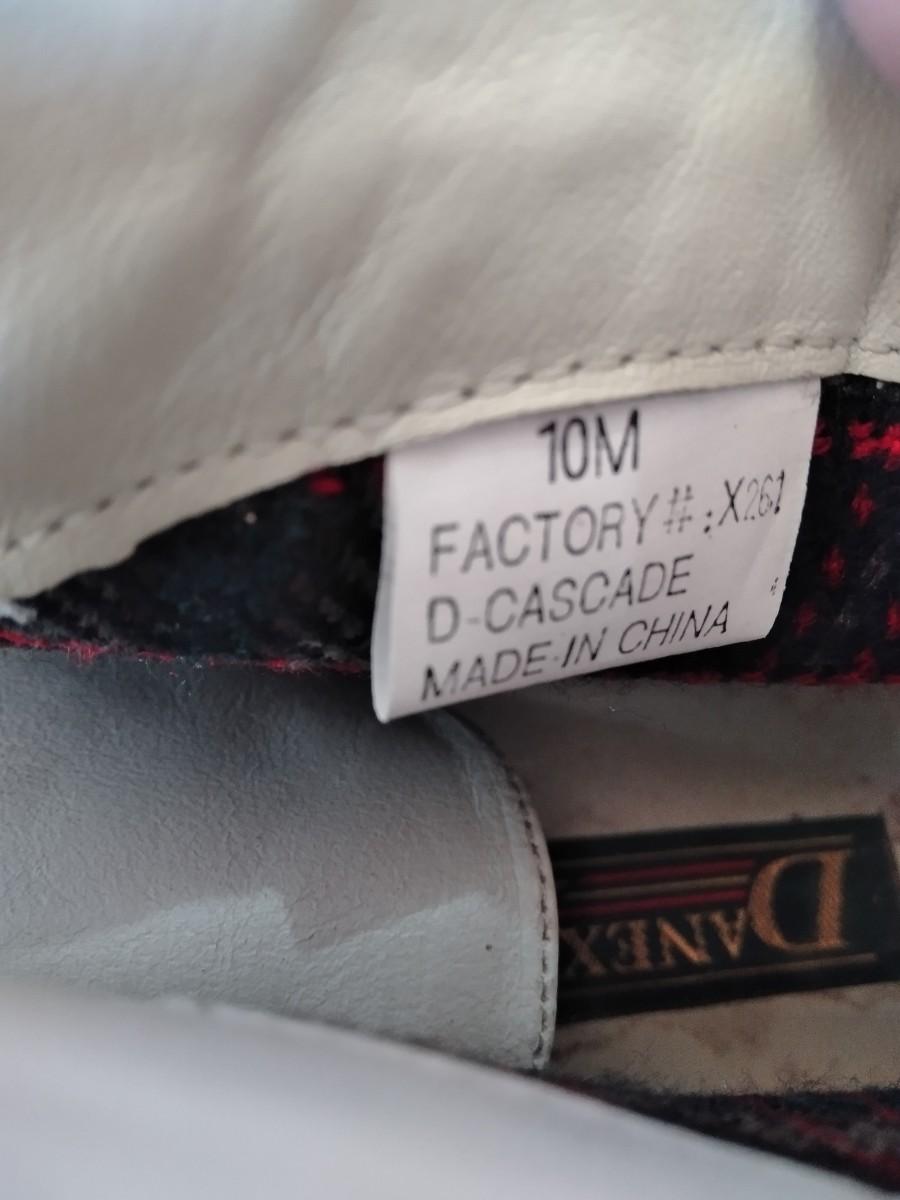 10M
FACTORY#:X261
D-CASCADE
MADE-IN CHINA
DANEX